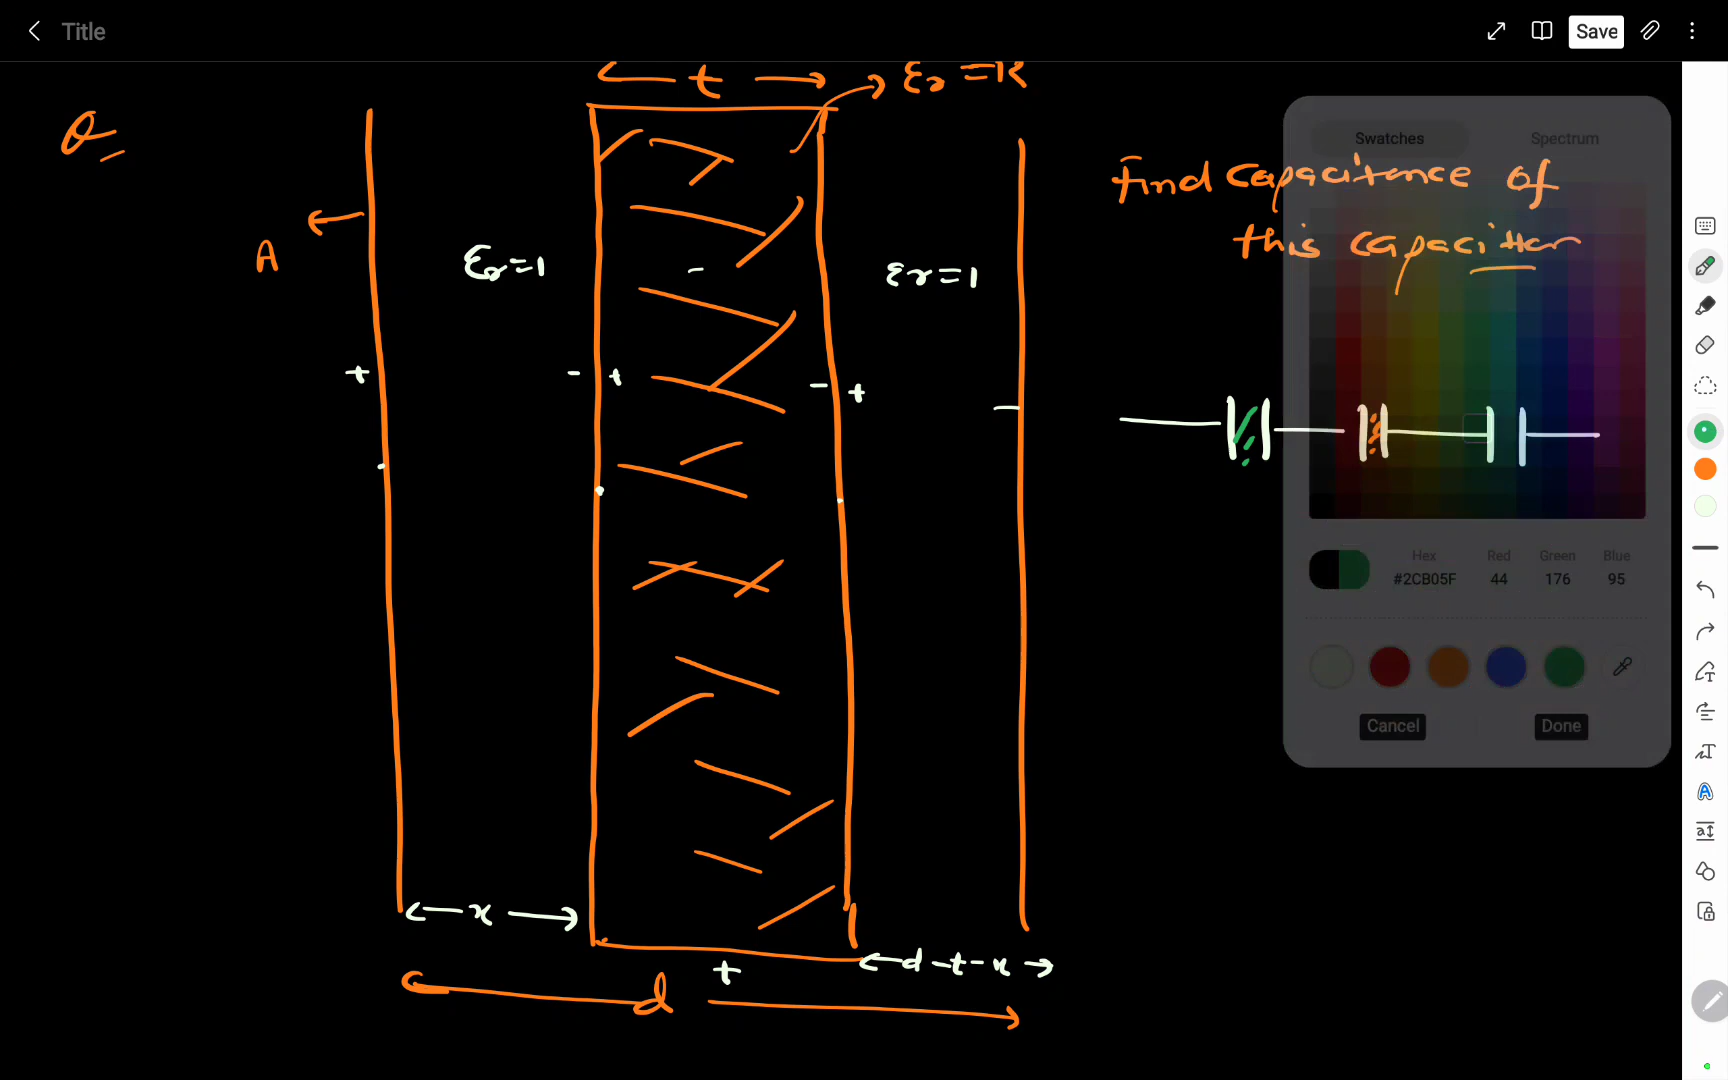 Title
Save
t
εr = K
Q
Swatches Spectrum
Find capacitance of
this capacitor
A
εr=1
-
εr=1
+
- +
- +
-
Hex Red Green Blue
#2CB05F 44 176 95
Cancel Done
x
d-t-x
t
d